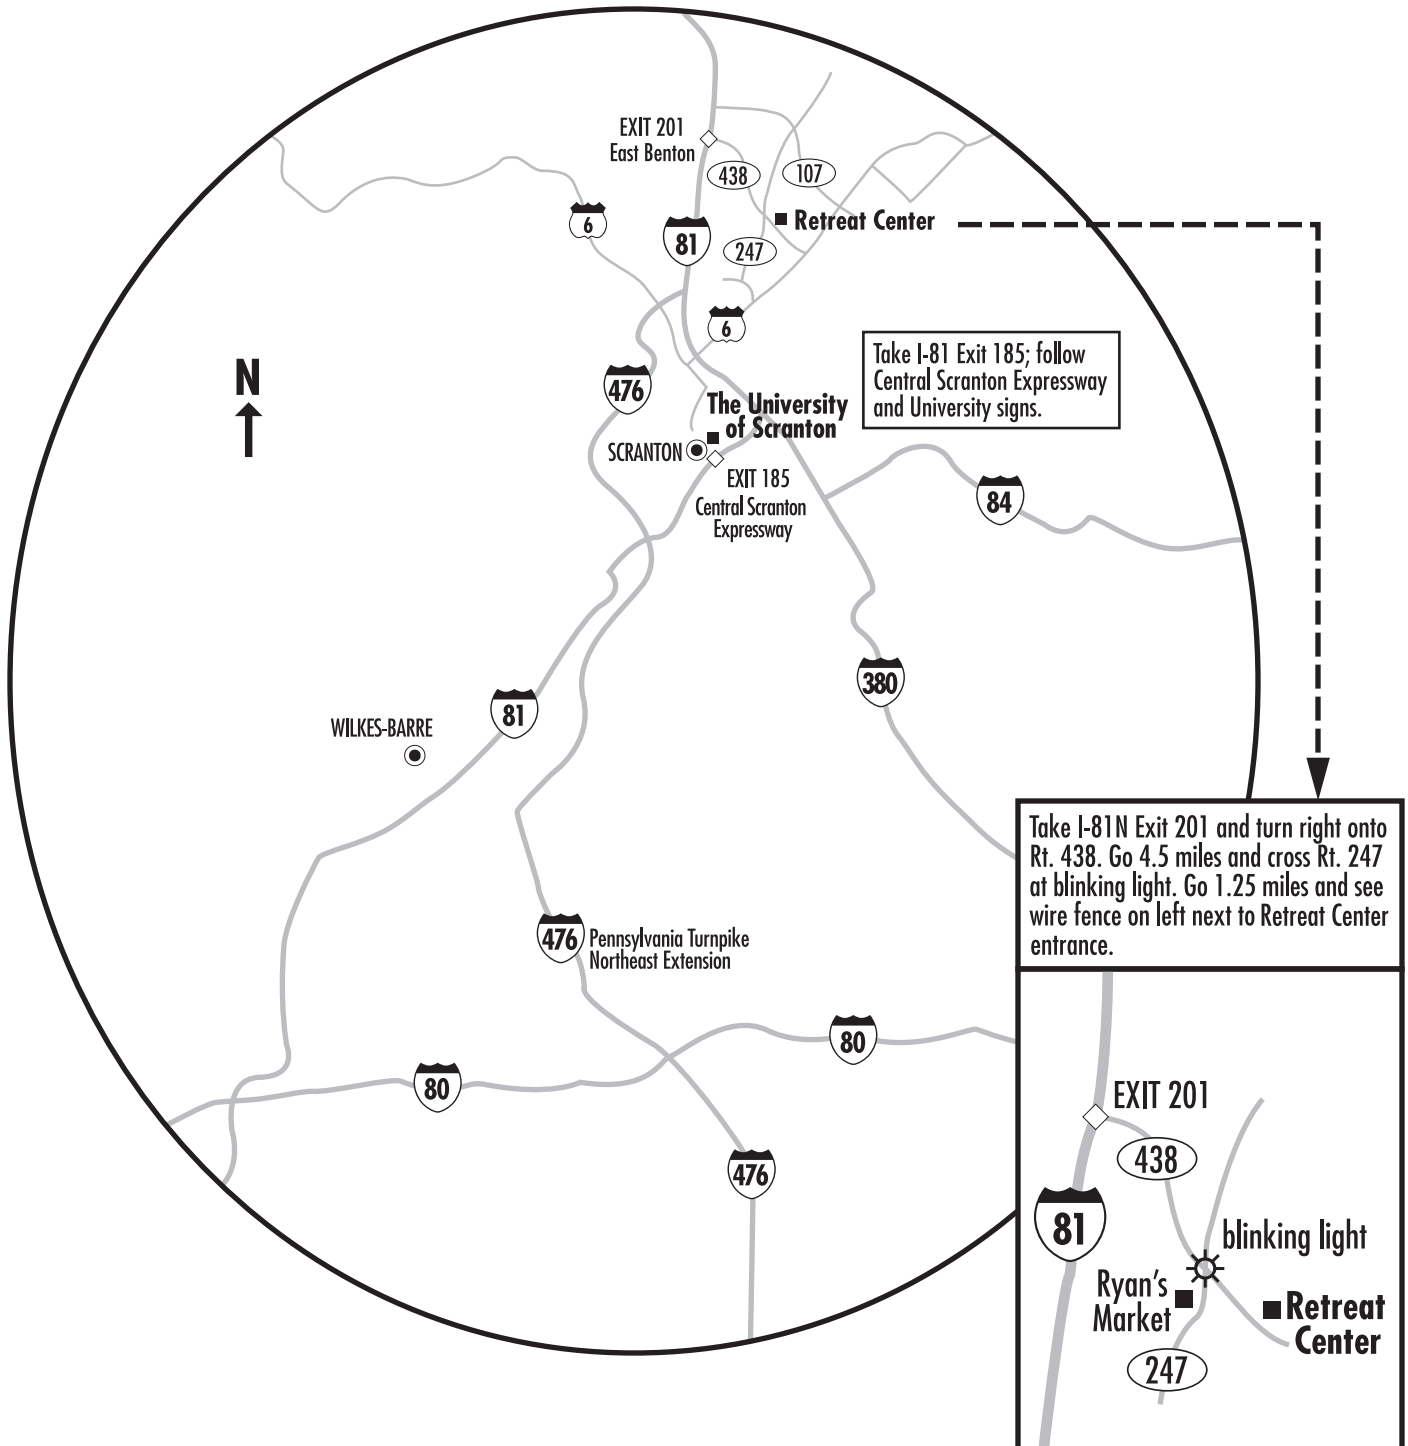 EXIT 201
East Benton
438
107
6
Retreat Center
81
247
6
N
Take I-81 Exit 185; follow
Central Scranton Expressway
and University signs.
476
The University
of Scranton
SCRANTON
EXIT 185
Central Scranton
Expressway
84
380
81
WILKES-BARRE
Take I-81N Exit 201 and turn right onto
Rt. 438. Go 4.5 miles and cross Rt. 247
at blinking light. Go 1.25 miles and see
wire fence on left next to Retreat Center
entrance.
476
Pennsylvania Turnpike
Northeast Extension
80
80
476
EXIT 201
438
81
blinking light
Ryan's
Market
Retreat
Center
247